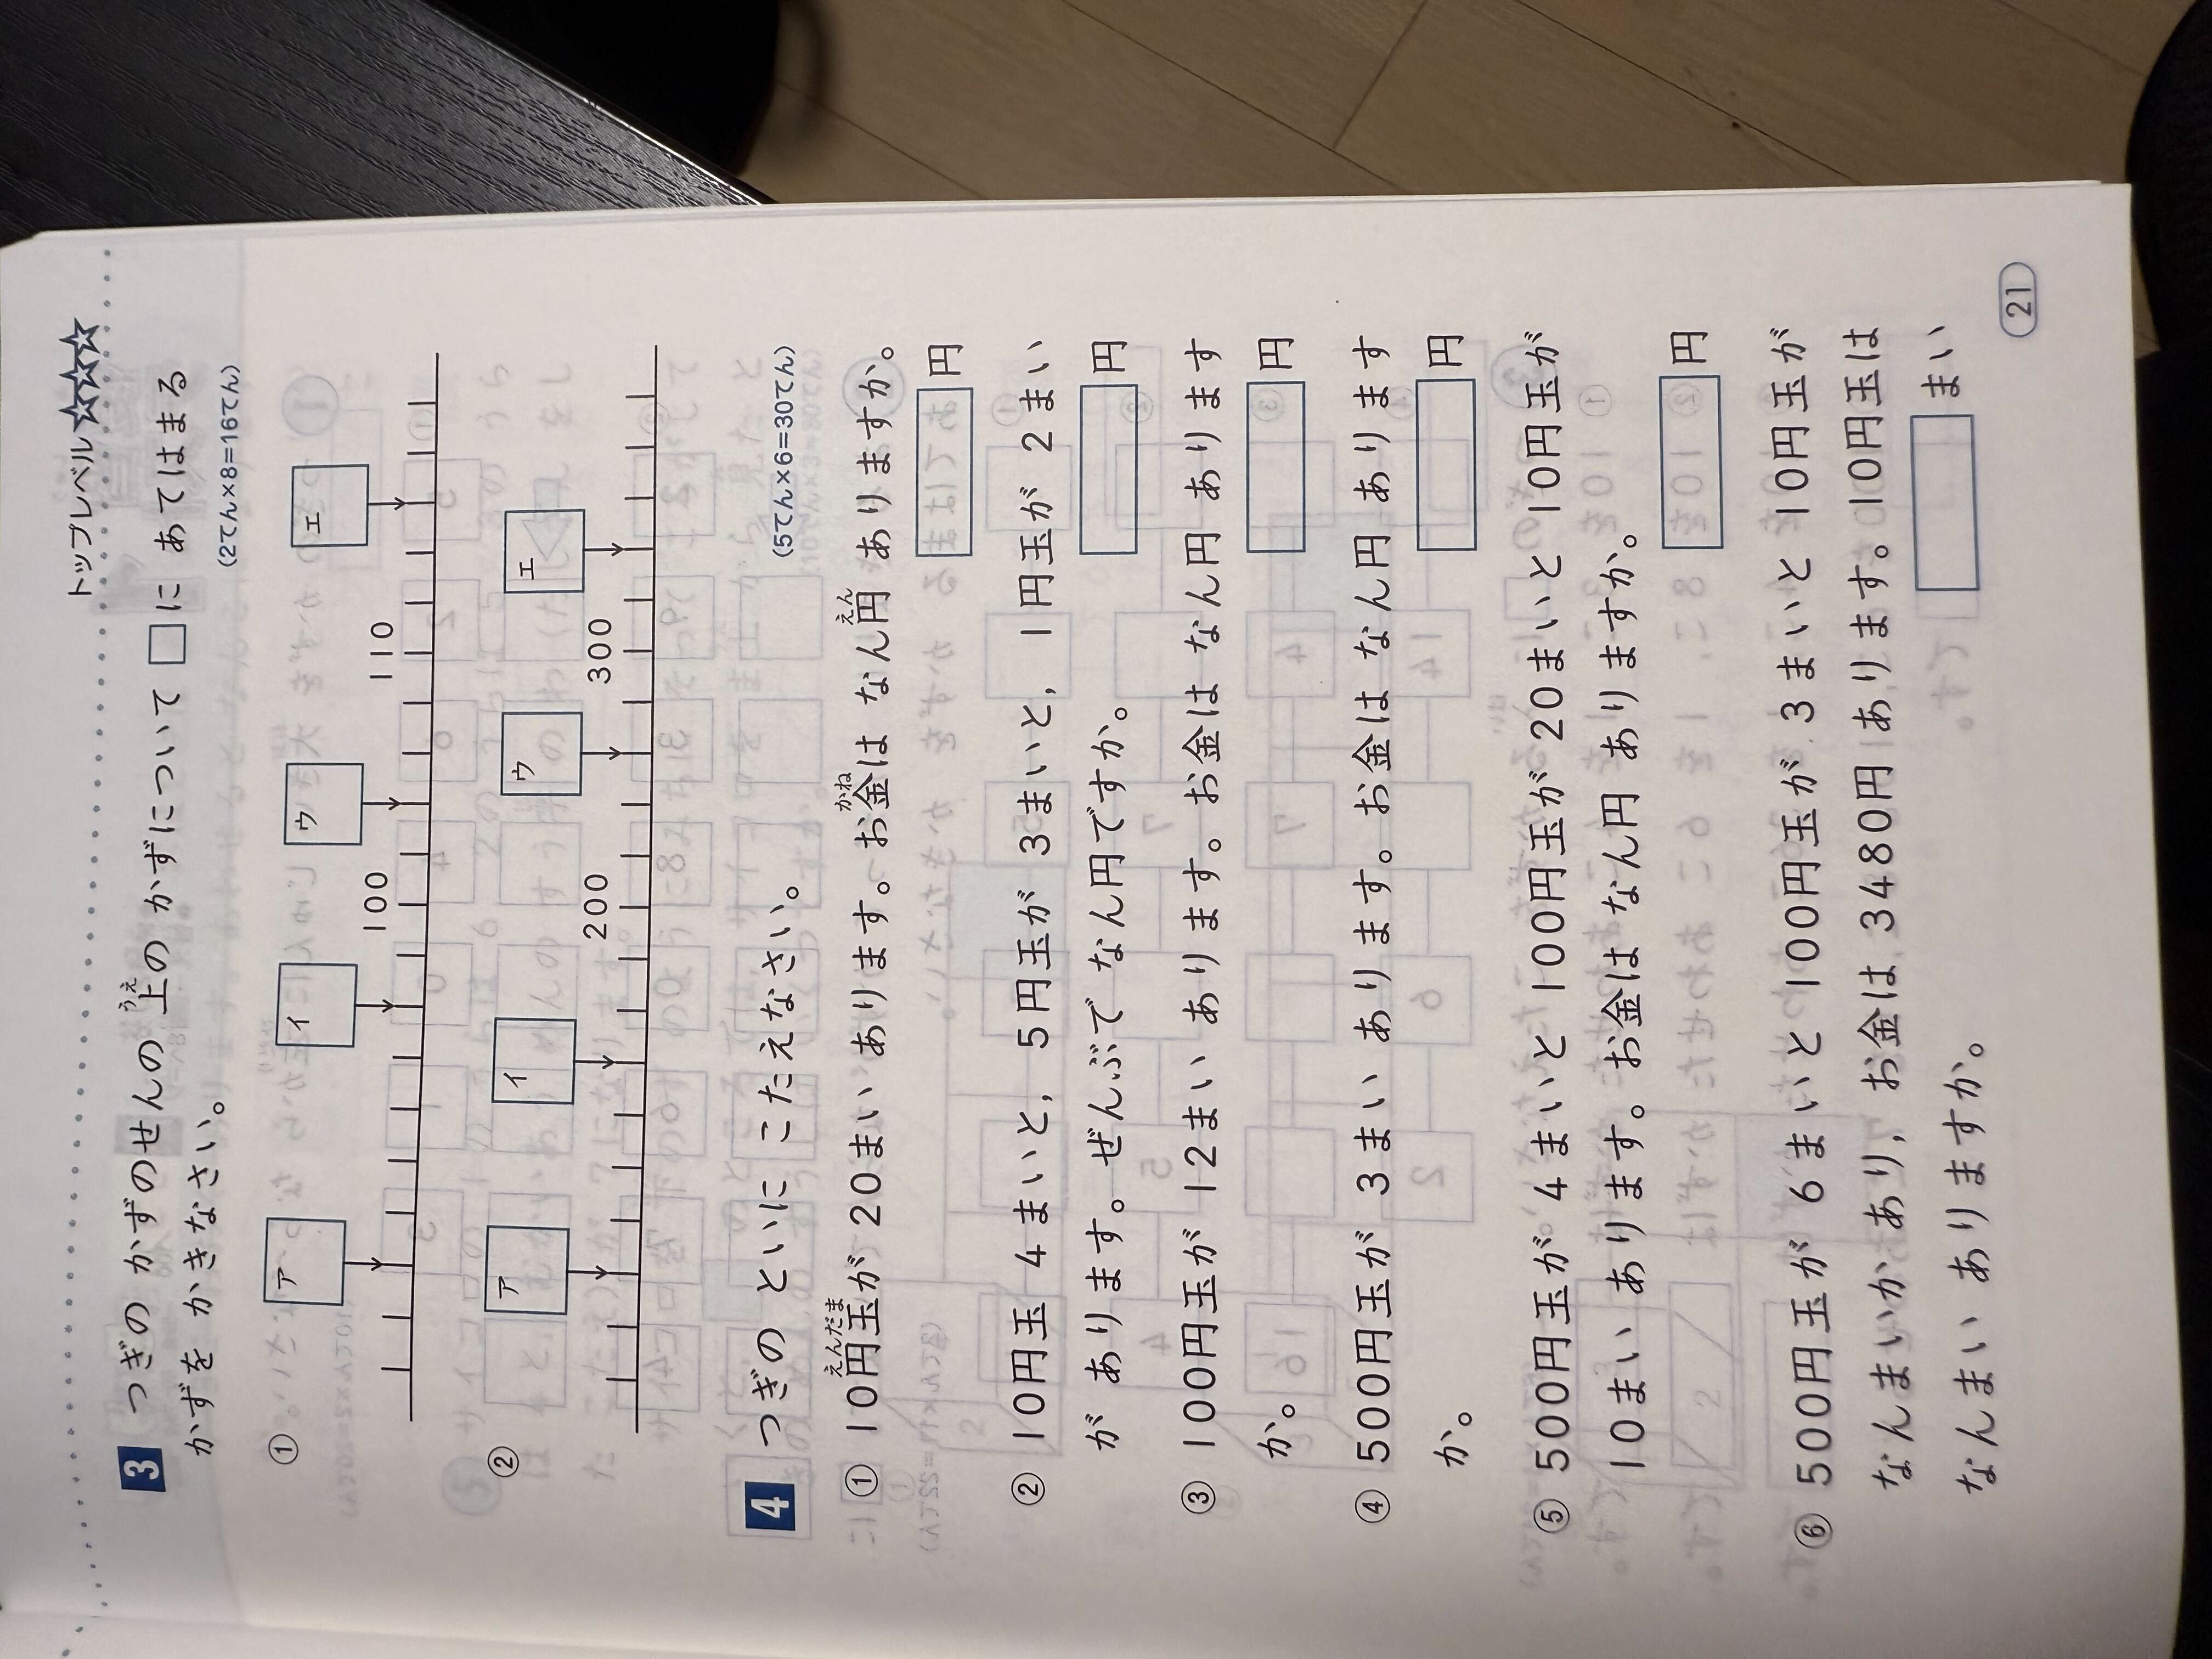 トップレベル☆☆☆
3 つぎの かずのせんの 上の かずについて □に あてはまる
うえ
かずを かきなさい。
(2てん×8=16てん)
①
ア イ ウ エ
100 110
②
ア イ ウ エ
200 300
4 つぎの といに こたえなさい。
(5てん×6=30てん)
えんだま かね えん
① 10円玉が 20まい あります。お金は なん円 ありますか。
円
② 10円玉 4まいと, 5円玉が 3まいと, 1円玉が 2まい
が あります。ぜんぶで なん円ですか。
円
③ 100円玉が 12まい あります。お金は なん円 あります
か。
円
④ 500円玉が 3まい あります。お金は なん円 あります
か。
円
⑤ 500円玉が 4まいと 100円玉が 20まいと 10円玉が
10まい あります。お金は なん円 ありますか。
円
⑥ 500円玉が 6まいと 100円玉が 3まいと 10円玉が
なんまいか あり, お金は 3480円 あります。10円玉は
なんまい ありますか。
まい
21